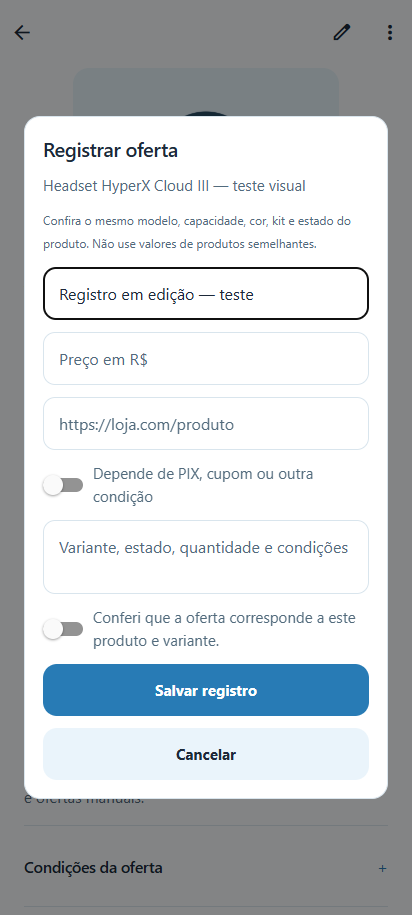 Registrar oferta
Headset HyperX Cloud III — teste visual
Confira o mesmo modelo, capacidade, cor, kit e estado do
produto. Não use valores de produtos semelhantes.
Registro em edição — teste
Preço em R$
https://loja.com/produto
Depende de PIX, cupom ou outra
condição
Variante, estado, quantidade e condições
Conferi que a oferta corresponde a este
produto e variante.
Salvar registro
Cancelar
e ofertas manuais.
Condições da oferta
+